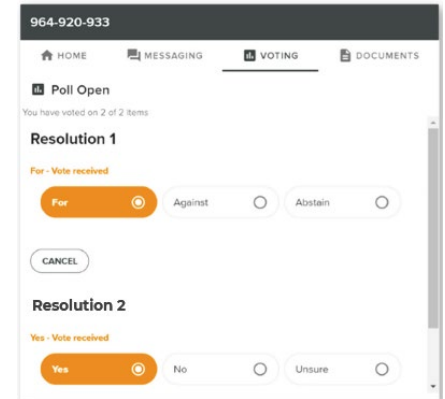 964-920-933
HOME MESSAGING VOTING DOCUMENTS
Poll Open
You have voted on 2 of 2 items
Resolution 1
For - Vote received
For Against Abstain
CANCEL
Resolution 2
Yes - Vote received
Yes No Unsure